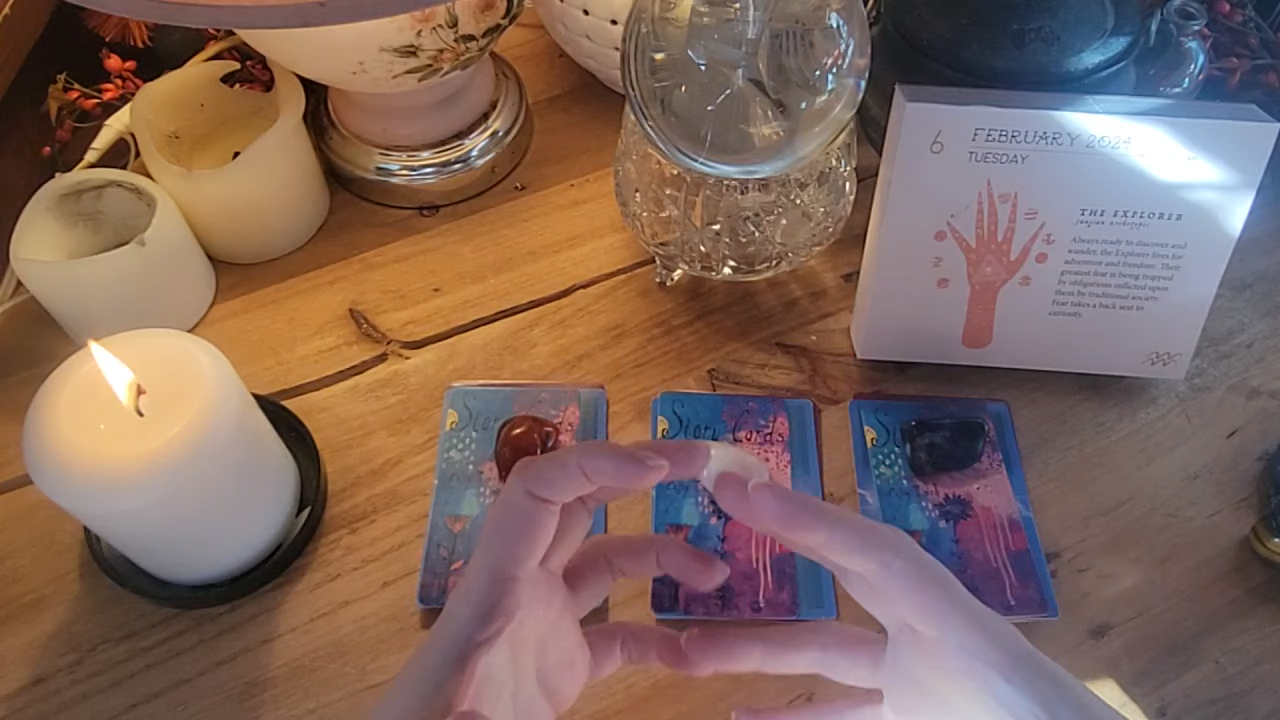 6
FEBRUARY 2024
TUESDAY
THE EXPLORER
jungian archetypes
Always ready to discover and
wander, the Explorer lives for
adventure and freedom. Their
greatest fear is being trapped
by obligations inflicted upon
them by traditional society.
Fear takes a back seat to
curiosity.
Story Cards